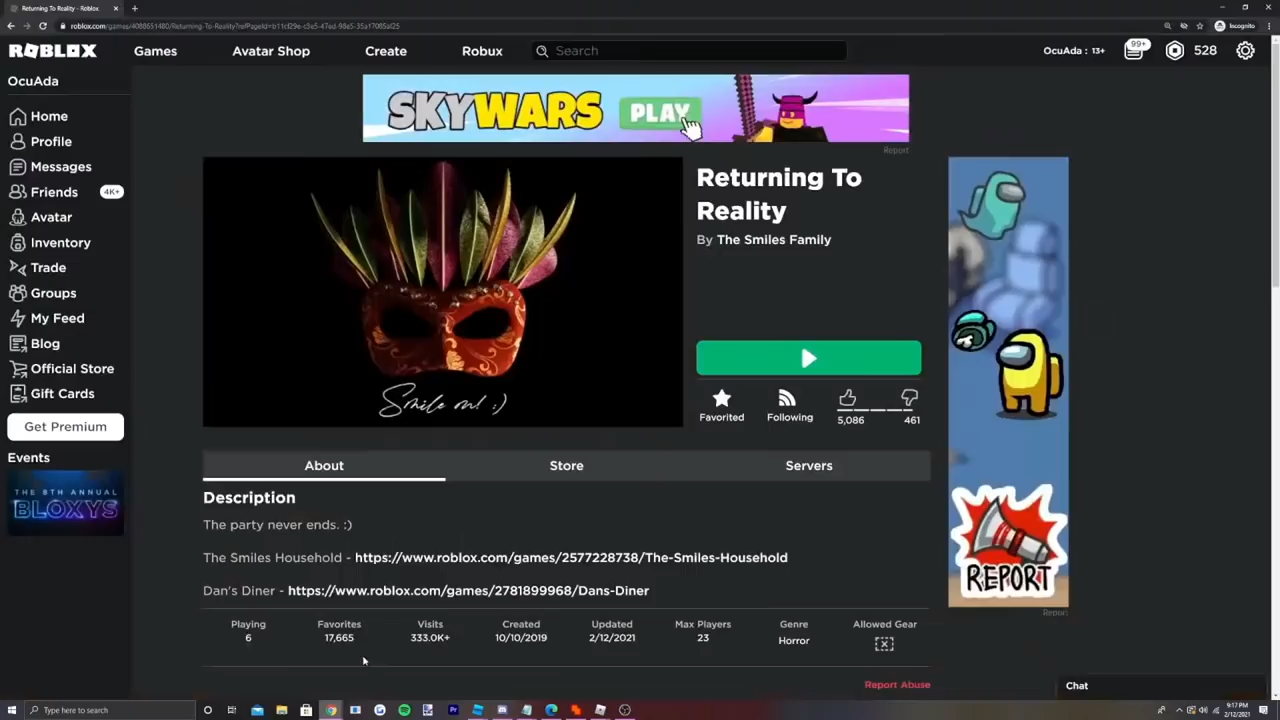 Returning To Reality - Roblox
roblox.com/games/4088651480/Returning-To-Reality?refPageId=b11cf29e-c3e5-47ed-98e5-35a17085af25
Incognito
ROBLOX
Games
Avatar Shop
Create
Robux
Search
OcuAda : 13+
99+
528
OcuAda
Home
Profile
Messages
Friends
4K+
Avatar
Inventory
Trade
Groups
My Feed
Blog
Official Store
Gift Cards
Get Premium
Events
THE 8TH ANNUAL
BLOXYS
SKYWARS
PLAY
Report
Smile on! :)
Returning To
Reality
By The Smiles Family
Favorited
Following
5,086
461
REPORT
Report
About
Store
Servers
Description
The party never ends. :)
The Smiles Household - https://www.roblox.com/games/2577228738/The-Smiles-Household
Dan's Diner - https://www.roblox.com/games/2781899968/Dans-Diner
Playing
Favorites
Visits
Created
Updated
Max Players
Genre
Allowed Gear
6
17,665
333.0K+
10/10/2019
2/12/2021
23
Horror
Report Abuse
Chat
Type here to search
9:17 PM
2/12/2021